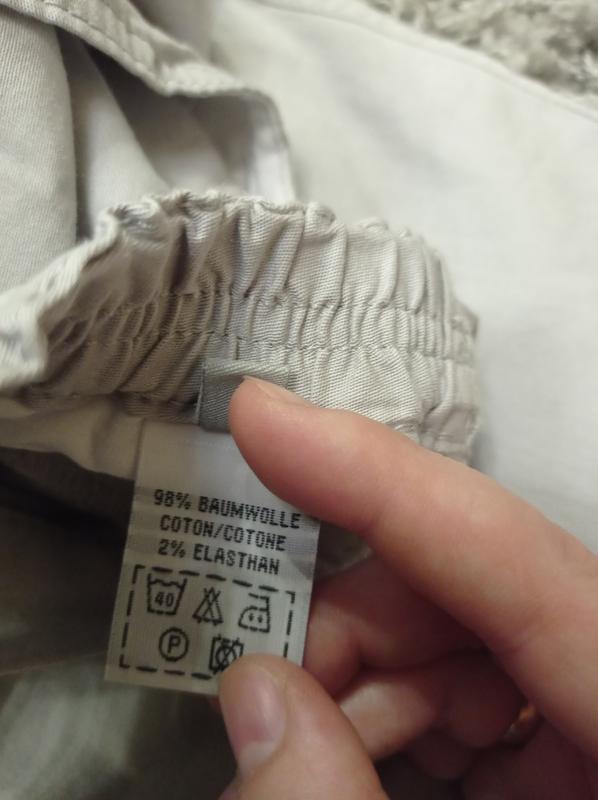 98% BAUMWOLLE
COTON/COTONE
2% ELASTHAN
40
P